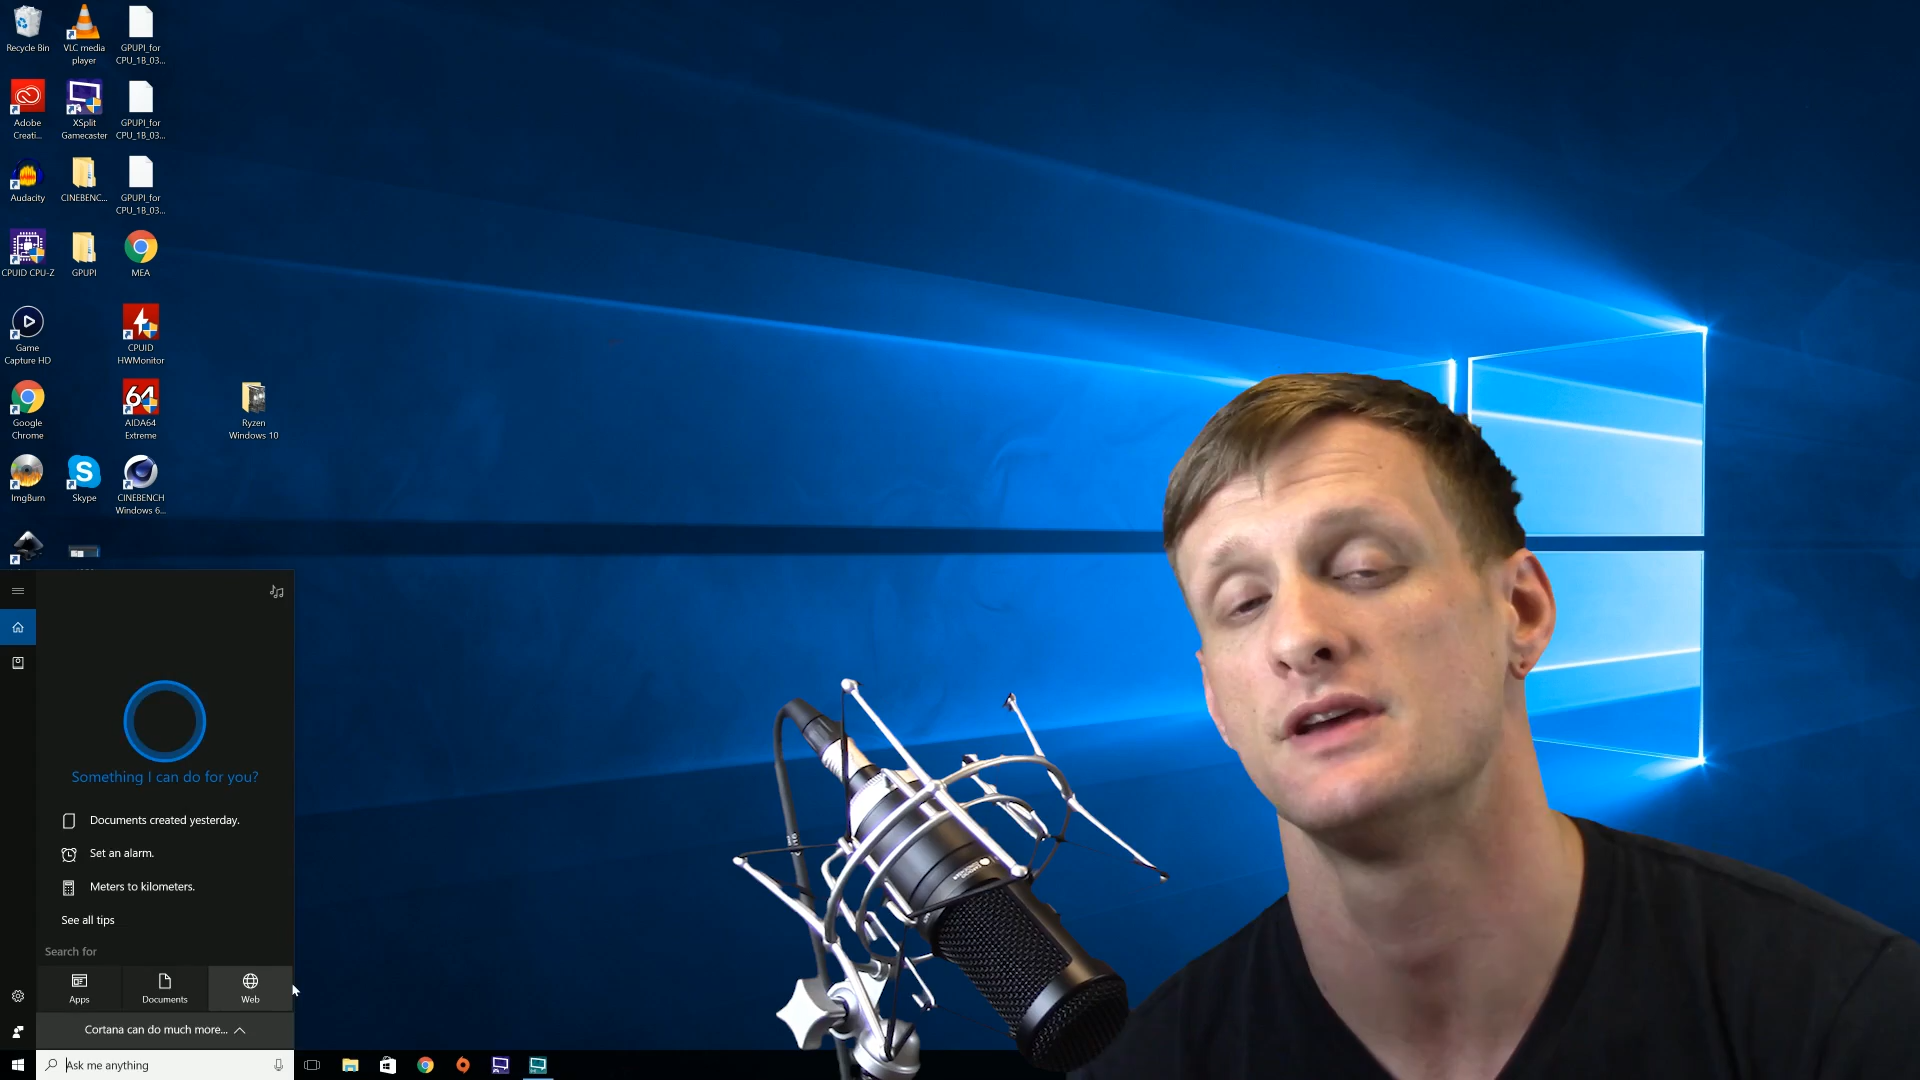 Recycle Bin
VLC media
player
GPUPI_for
CPU_1B_03...
Adobe
Creati...
XSplit
Gamecaster
GPUPI_for
CPU_1B_03...
Audacity
CINEBENC...
GPUPI_for
CPU_1B_03...
CPUID CPU-Z
GPUPI
MEA
Game
Capture HD
CPUID
HWMonitor
Google
Chrome
64
AIDA64
Extreme
Ryzen
Windows 10
ImgBurn
S
Skype
CINEBENCH
Windows 6...
Something I can do for you?
Documents created yesterday.
Set an alarm.
Meters to kilometers.
See all tips
Search for
Apps
Documents
Web
Cortana can do much more...
Ask me anything